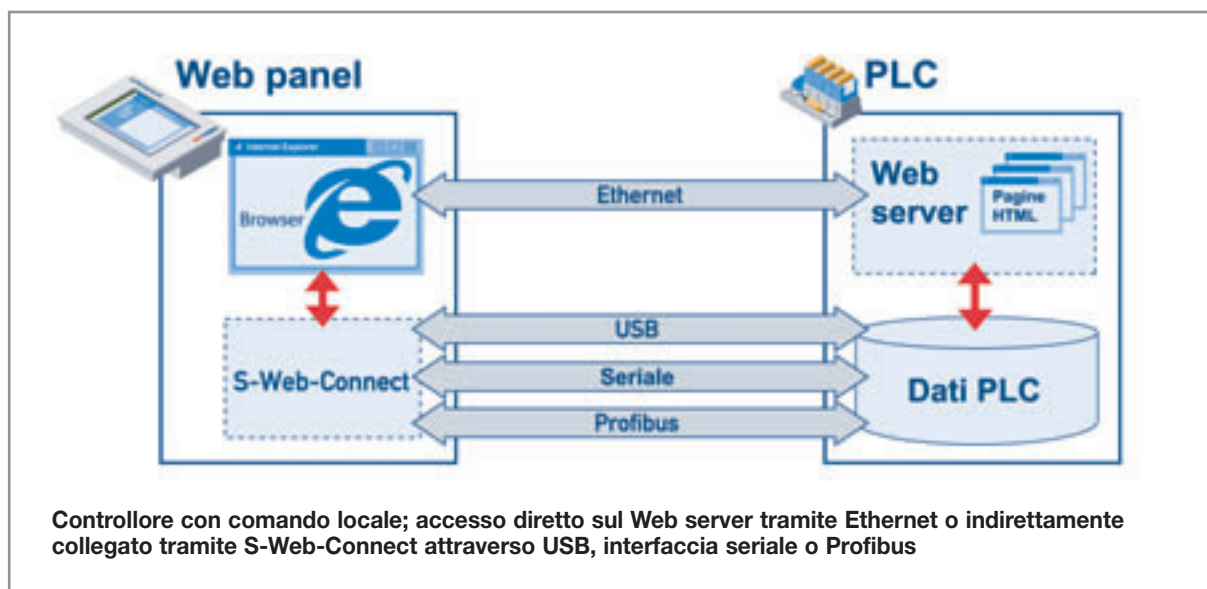 Web panel
PLC
Internet Explorer
Browser
Ethernet
Web
server
Pagine
HTML
S-Web-Connect
USB
Seriale
Profibus
Dati PLC
Controllore con comando locale; accesso diretto sul Web server tramite Ethernet o indirettamente
collegato tramite S-Web-Connect attraverso USB, interfaccia seriale o Profibus